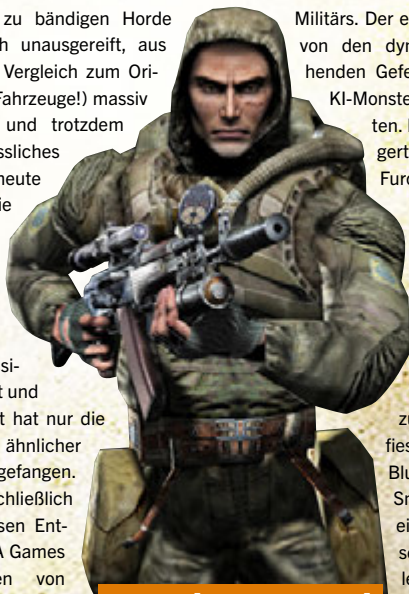 zu bändigen Horde
h unausgereift, aus
Vergleich zum Ori-
Fahrzeuge!) massiv
und trotzdem
ssliches
heute
ie
si-
t und
t hat nur die
ähnlicher
gefangen.
chließlich
sen Ent-
A Games
en von
Militärs. Der e
von den dyn
henden Gefe
KI-Monste
ten.
gert
Furc
zu
fies
Blu
Sn
ei
se
le